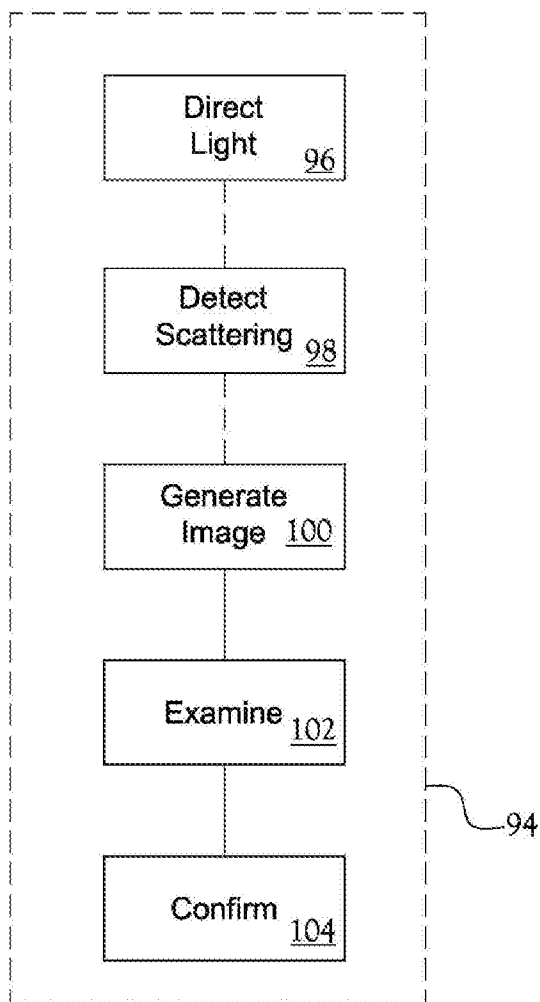 Direct
Light
96
Detect
Scattering
98
Generate
Image
100
Examine
102
94
Confirm
104